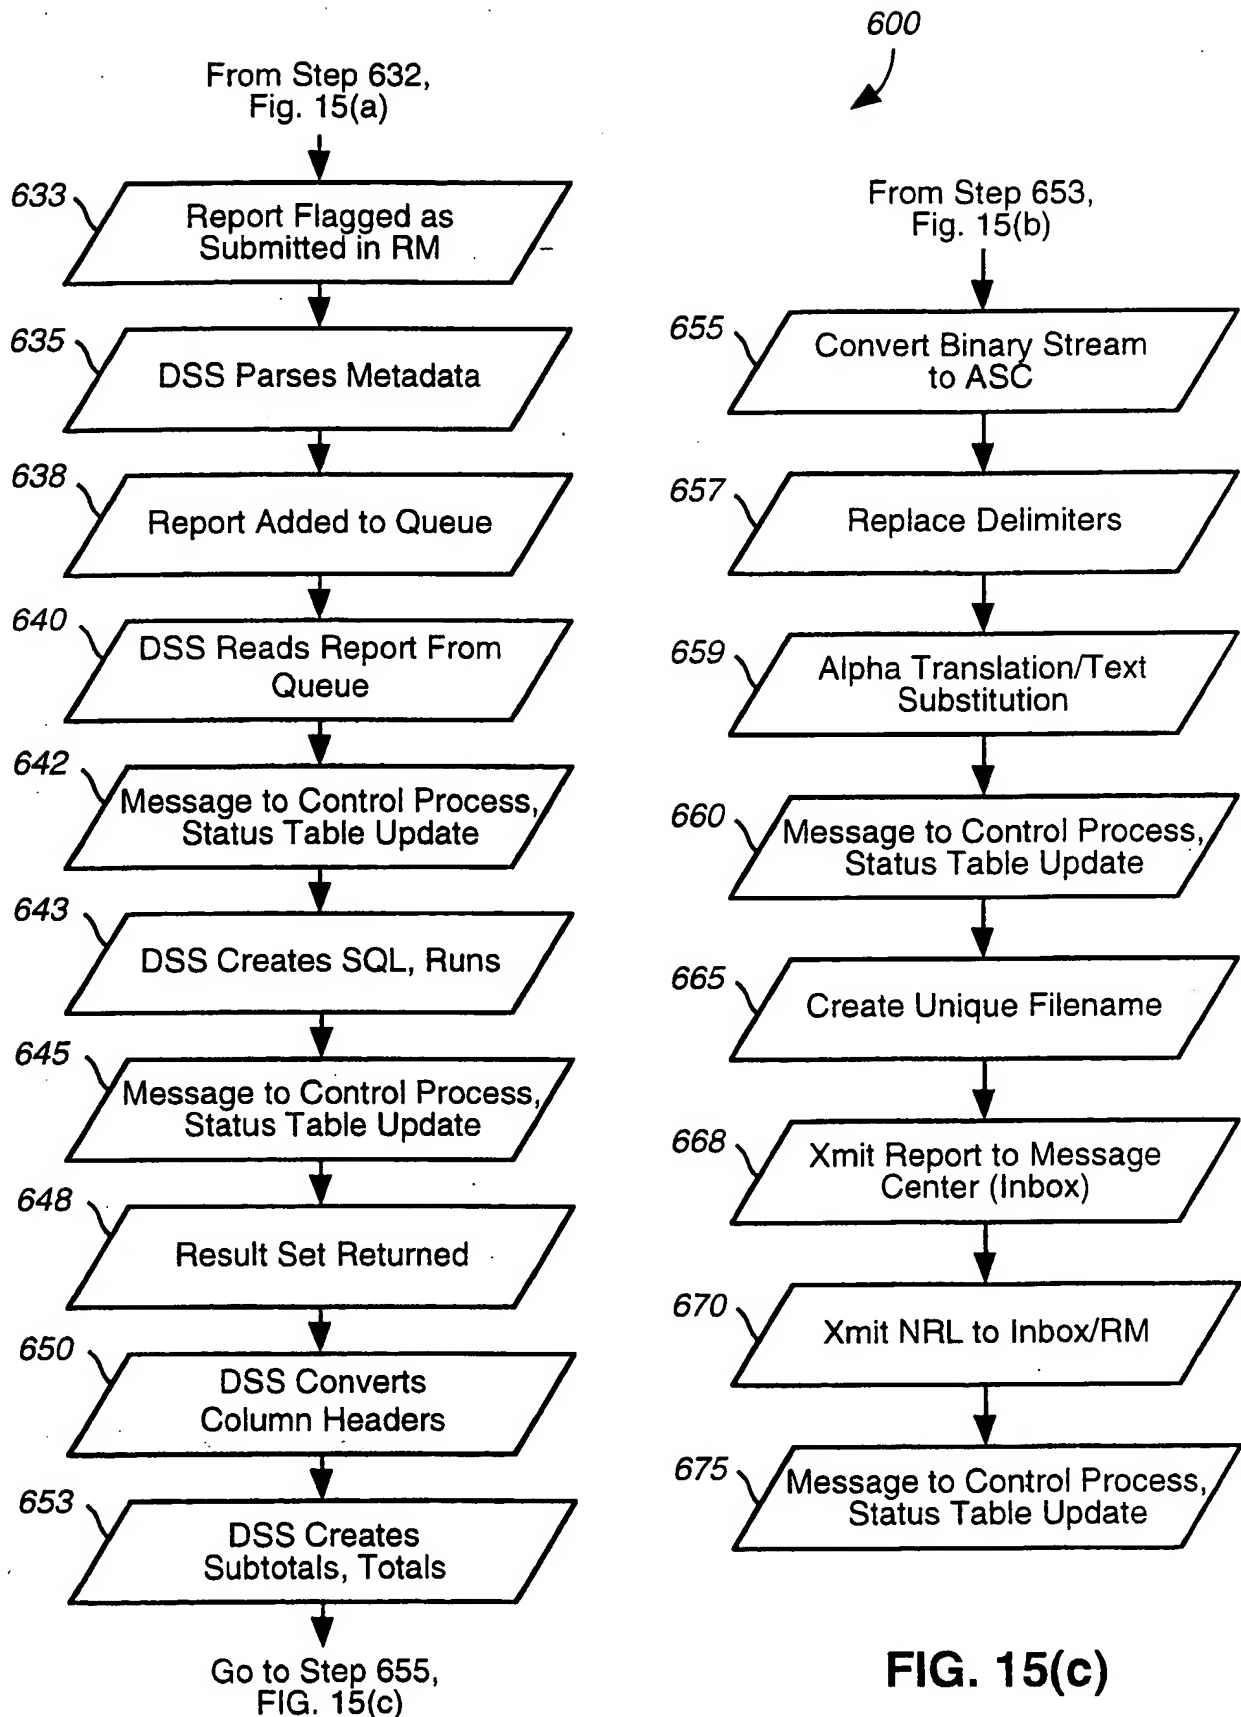 600
From Step 632,
Fig. 15(a)
633
Report Flagged as
Submitted in RM
635
DSS Parses Metadata
638
Report Added to Queue
640
DSS Reads Report From
Queue
642
Message to Control Process,
Status Table Update
643
DSS Creates SQL, Runs
645
Message to Control Process,
Status Table Update
648
Result Set Returned
650
DSS Converts
Column Headers
653
DSS Creates
Subtotals, Totals
Go to Step 655,
FIG. 15(c)
From Step 653,
Fig. 15(b)
655
Convert Binary Stream
to ASC
657
Replace Delimiters
659
Alpha Translation/Text
Substitution
660
Message to Control Process,
Status Table Update
665
Create Unique Filename
668
Xmit Report to Message
Center (Inbox)
670
Xmit NRL to Inbox/RM
675
Message to Control Process,
Status Table Update
FIG. 15(c)